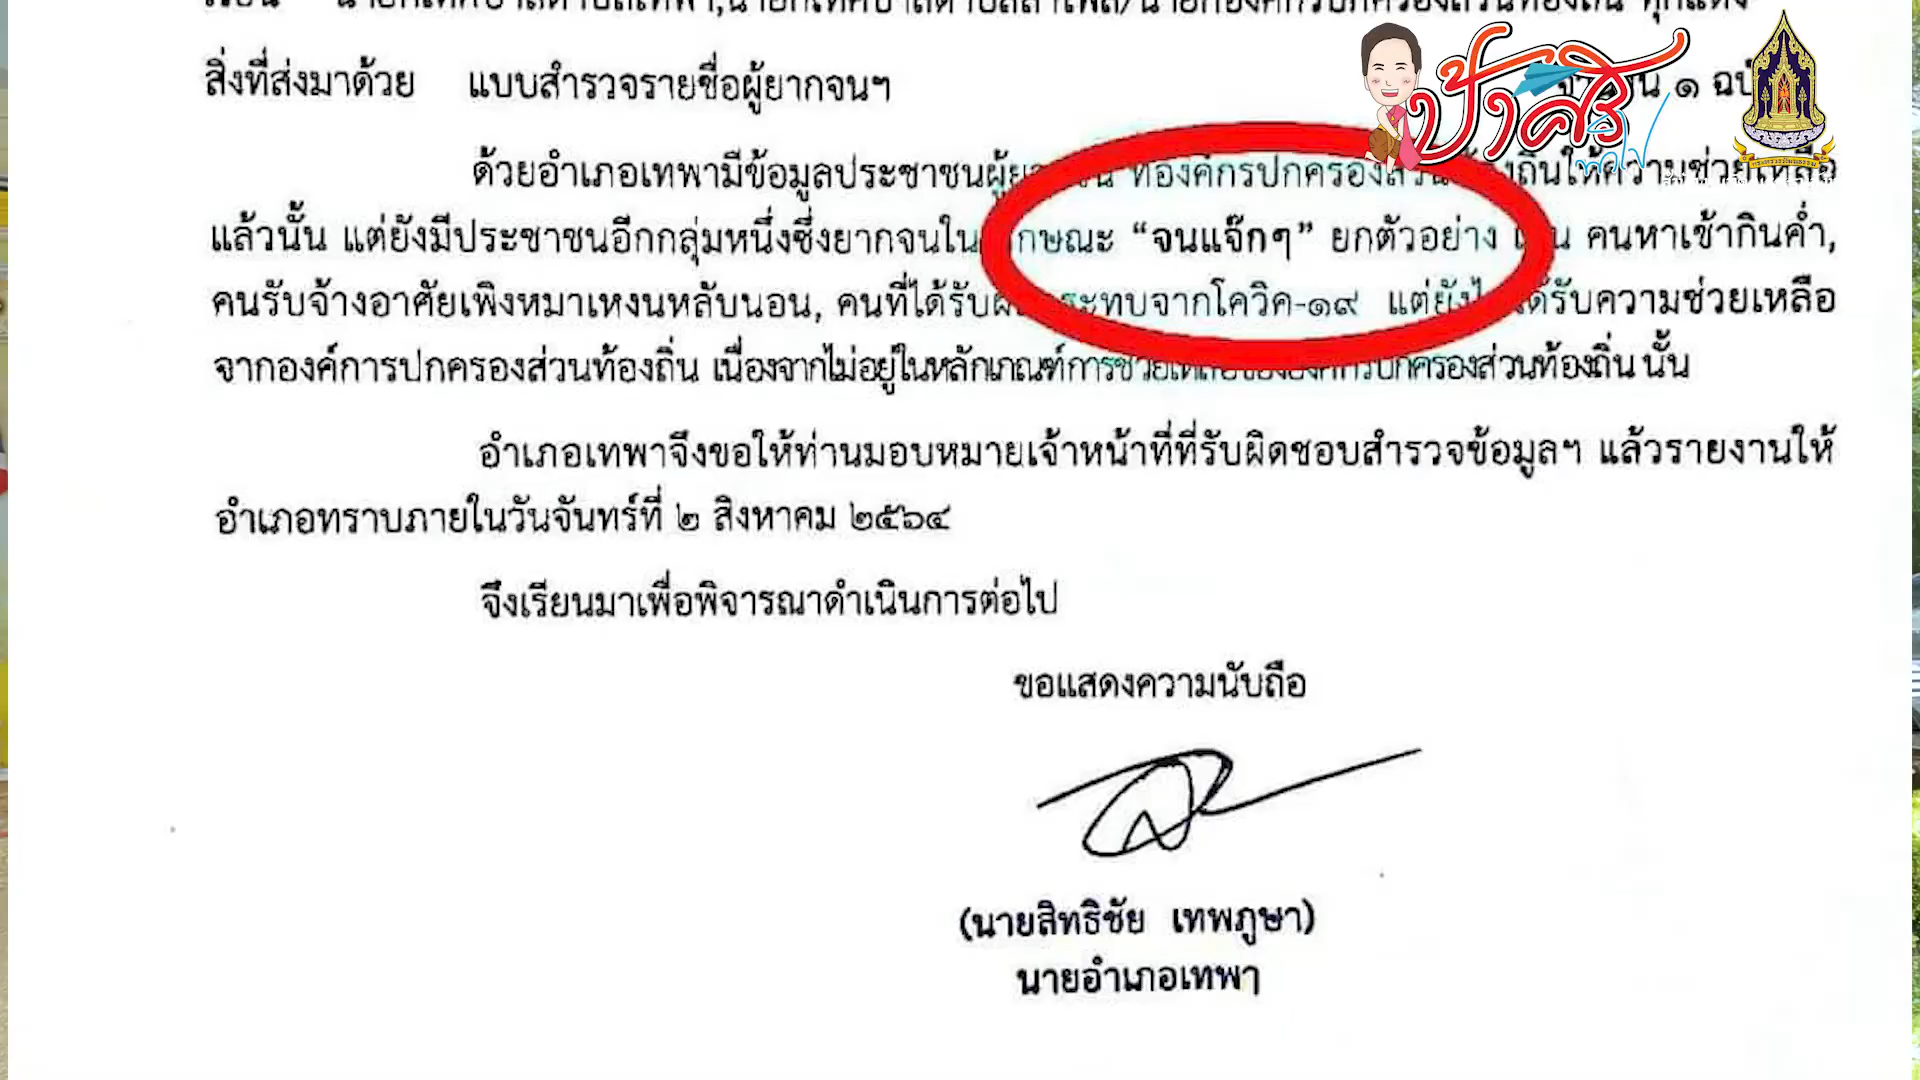 สิ่งที่ส่งมาด้วย แบบสำรวจรายชื่อผู้ยากจนฯ ๑ ฉบั
ป้าศรี พาไป
ด้วยอำเภอเทพามีข้อมูลประชาชน ให้ความช่วยเหลือ
แล้วนั้น แต่ยังมีประชาชนอีกกลุ่มหนึ่งซึ่งยากจนใน กษณะ “จนแจ๊กๆ” ยกตัวอย่าง คนหาเช้ากินค่ำ,
คนรับจ้างอาศัยเพิงหมาเหงนหลับนอน, คนที่ได้รับ ระทบจากโควิค-๑๙ แต่ยัง ได้รับความช่วยเหลือ
จากองค์การปกครองส่วนท้องถิ่น เนื่องจากไม่อยู่ในหลักเกณฑ์การช่วยเหลือขององค์การปกครองส่วนท้องถิ่น นั้น
อำเภอเทพาจึงขอให้ท่านมอบหมายเจ้าหน้าที่ที่รับผิดชอบสำรวจข้อมูลฯ แล้วรายงานให้
อำเภอทราบภายในวันจันทร์ที่ ๒ สิงหาคม ๒๕๖๔
จึงเรียนมาเพื่อพิจารณาดำเนินการต่อไป
ขอแสดงความนับถือ
(นายสิทธิชัย เทพภูษา)
นายอำเภอเทพา